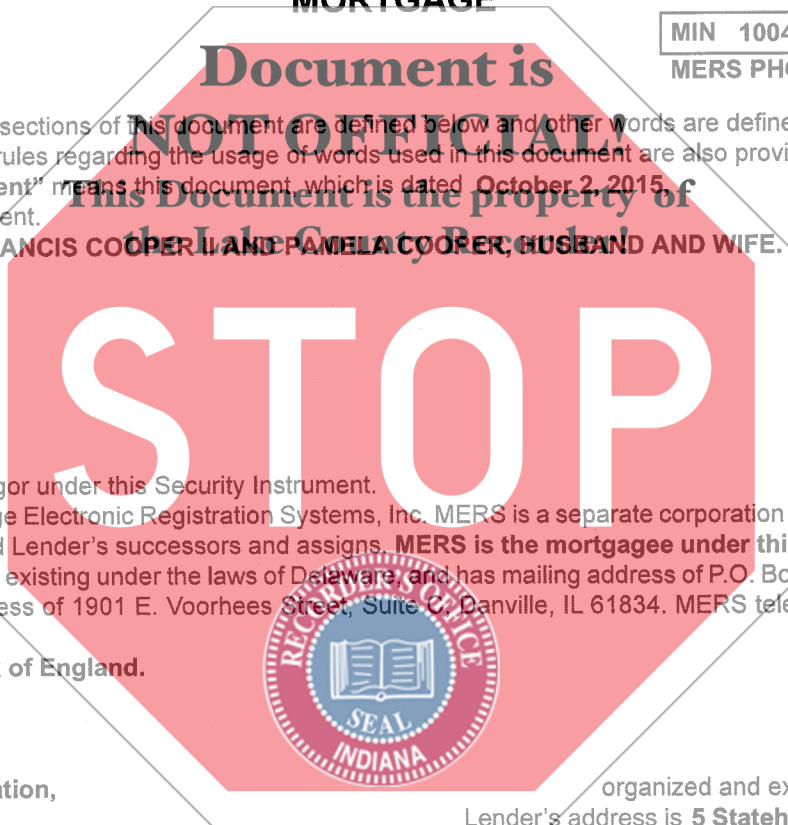 MORTGAGE
MIN 1004
MERS PHO
Document is
NOT OFFICIAL!
sections of this document are defined below and other words are define
rules regarding the usage of words used in this document are also provi
ent" means this document, which is dated October 2, 2015,
This Document is the property of
ent.
the Lake County Recorder!
ANCIS COOPER II AND PAMELA COOPER, HUSBAND AND WIFE.
STOP
gor under this Security Instrument.
ge Electronic Registration Systems, Inc. MERS is a separate corporation
d Lender's successors and assigns. MERS is the mortgagee under thi
existing under the laws of Delaware, and has mailing address of P.O. Bo
ess of 1901 E. Voorhees Street, Suite C, Danville, IL 61834. MERS tele
RECORDER'S OFFICE
of England.
SEAL
INDIANA
ation,
organized and ex
Lender's address is 5 Stateh